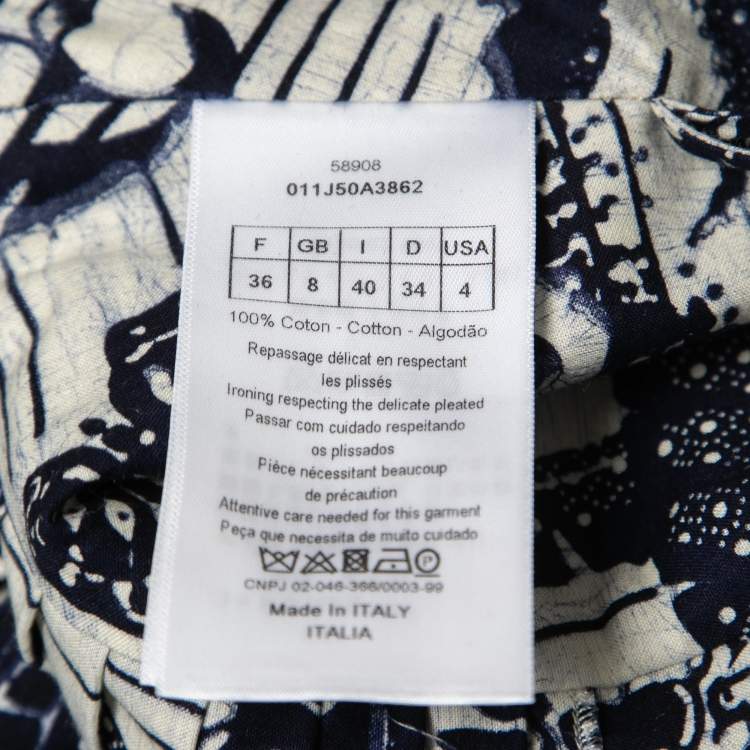 58908
011J50A3862
F GB I D USA
36 8 40 34 4
100% Coton - Cotton - Algodão
Repassage délicat en respectant
les plissés
Ironing respecting the delicate pleated
Passar com cuidado respeitando
os plissados
Pièce nécessitant beaucoup
de précaution
Attentive care needed for this garment
Peça que necessita de muito cuidado
P
CNPJ 02-046-366/0003-99
Made In ITALY
ITALIA